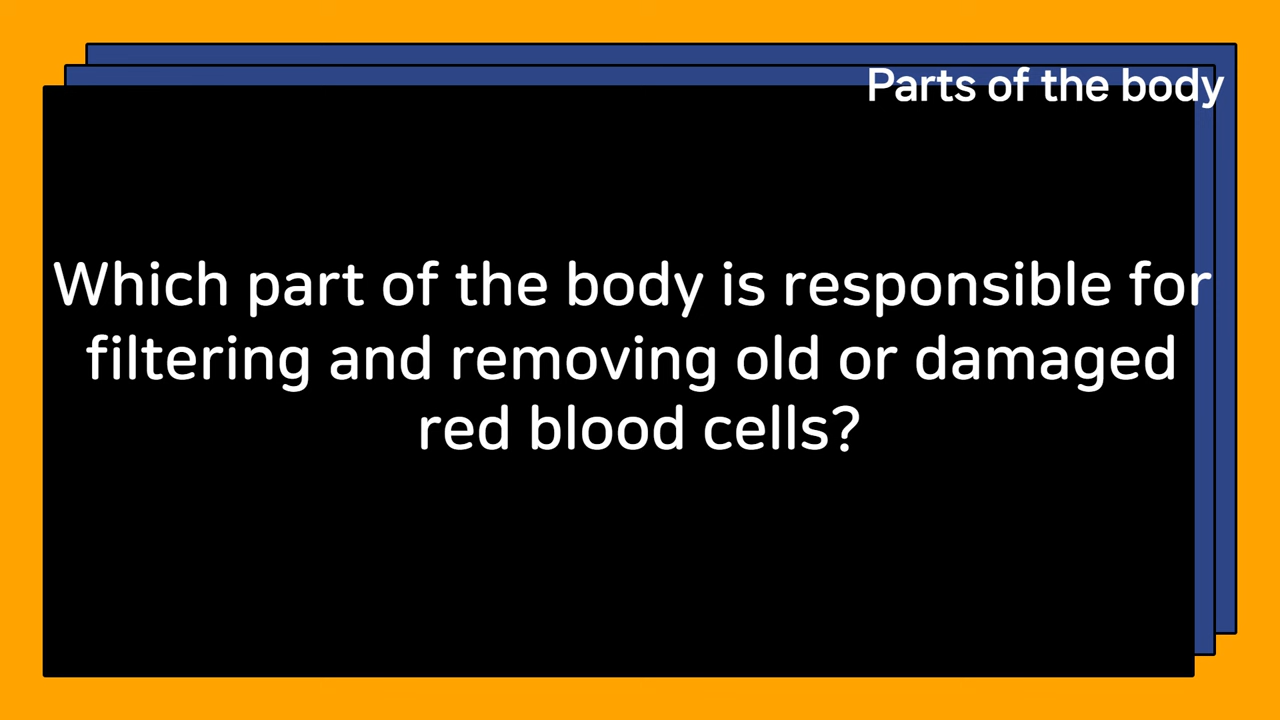 Parts of the body
Which part of the body is responsible for
filtering and removing old or damaged
red blood cells?